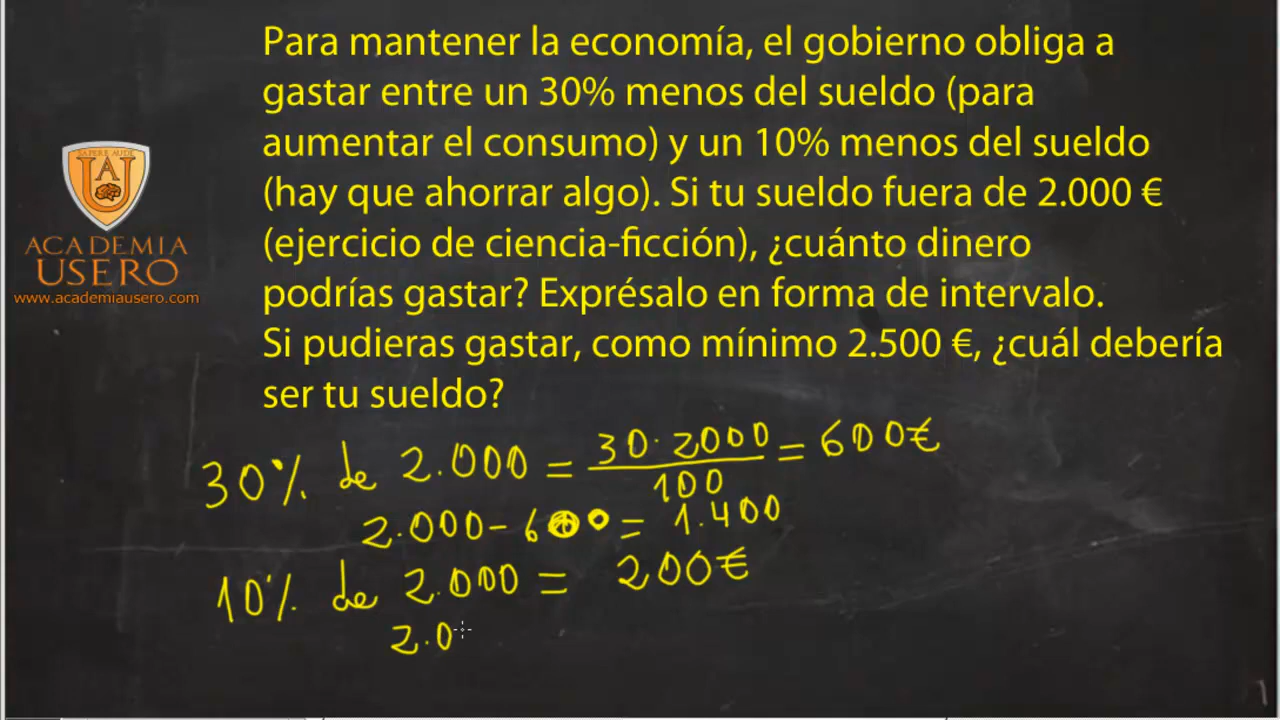 Para mantener la economía, el gobierno obliga a
gastar entre un 30% menos del sueldo (para
aumentar el consumo) y un 10% menos del sueldo
(hay que ahorrar algo). Si tu sueldo fuera de 2.000 €
(ejercicio de ciencia-ficción), ¿cuánto dinero
podrías gastar? Exprésalo en forma de intervalo.
Si pudieras gastar, como mínimo 2.500 €, ¿cuál debería
ser tu sueldo?
SAPERE AUDE
UA
ACADEMIA
USERO
www.academiausero.com
30% de 2.000 = 30·2000 = 600€
100
2.000-600 = 1.400
10% de 2.000 = 200€
2.0